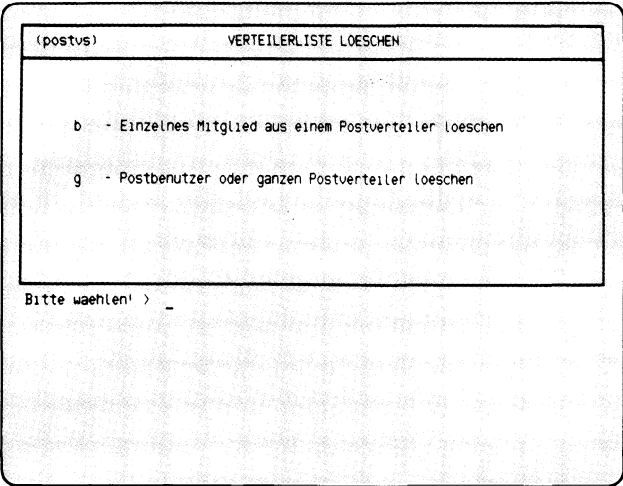 (postvs) VERTEILERLISTE LOESCHEN
b - Einzelnes Mitglied aus einem Postverteiler loeschen
g - Postbenutzer oder ganzen Postverteiler loeschen
Bitte waehlen! > _